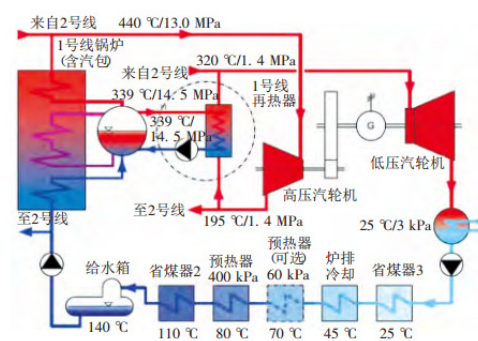 来自2号线
440 ℃/13.0 MPa
1号线锅炉
(含汽包)
来自2号线
320 ℃/1. 4 MPa
339 ℃/14. 5 MPa
1号线
再热器
339 ℃/
14. 5 MPa
G
低压汽轮机
高压汽轮机
至2号线
至2号线
195 ℃/1. 4 MPa
25 ℃/3 kPa
给水箱
省煤器2
预热器
400 kPa
预热器
(可选)
60 kPa
炉排
冷却
省煤器3
140 ℃
110 ℃
80 ℃
70 ℃
45 ℃
25 ℃